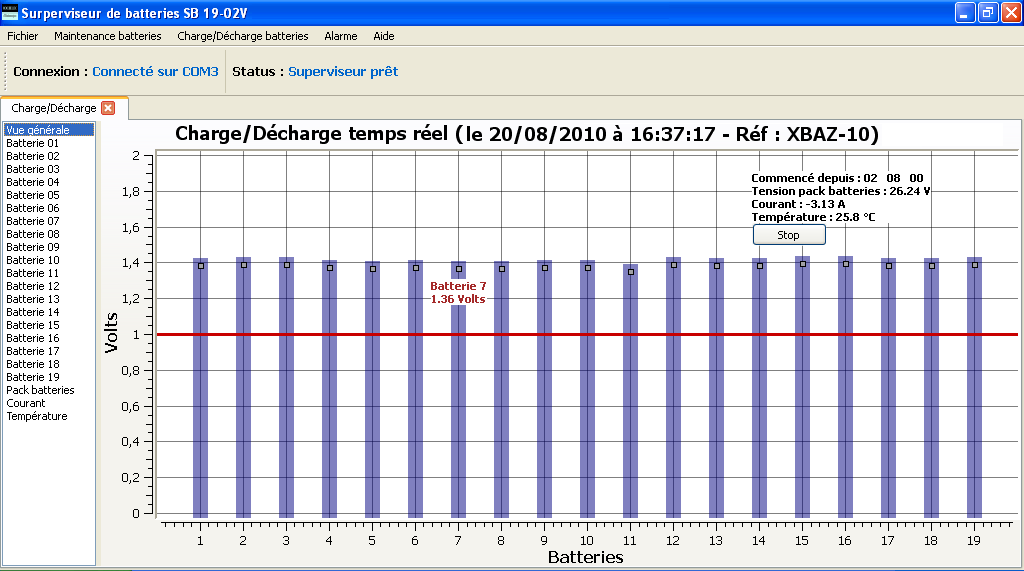 Surperviseur de batteries SB 19-02V
Fichier Maintenance batteries Charge/Décharge batteries Alarme Aide
Connexion : Connecté sur COM3 Status : Superviseur prêt
Charge/Décharge
Vue générale
Batterie 01
Batterie 02
Batterie 03
Batterie 04
Batterie 05
Batterie 06
Batterie 07
Batterie 08
Batterie 09
Batterie 10
Batterie 11
Batterie 12
Batterie 13
Batterie 14
Batterie 15
Batterie 16
Batterie 17
Batterie 18
Batterie 19
Pack batteries
Courant
Température
Charge/Décharge temps réel (le 20/08/2010 à 16:37:17 - Réf : XBAZ-10)
Commencé depuis : 02 08 00
Tension pack batteries : 26.24 V
Courant : -3.13 A
Température : 25.8 °C
Stop
Batterie 7
1.36 Volts
Volts
2
1,8
1,6
1,4
1,2
1
0,8
0,6
0,4
0,2
0
1 2 3 4 5 6 7 8 9 10 11 12 13 14 15 16 17 18 19
Batteries